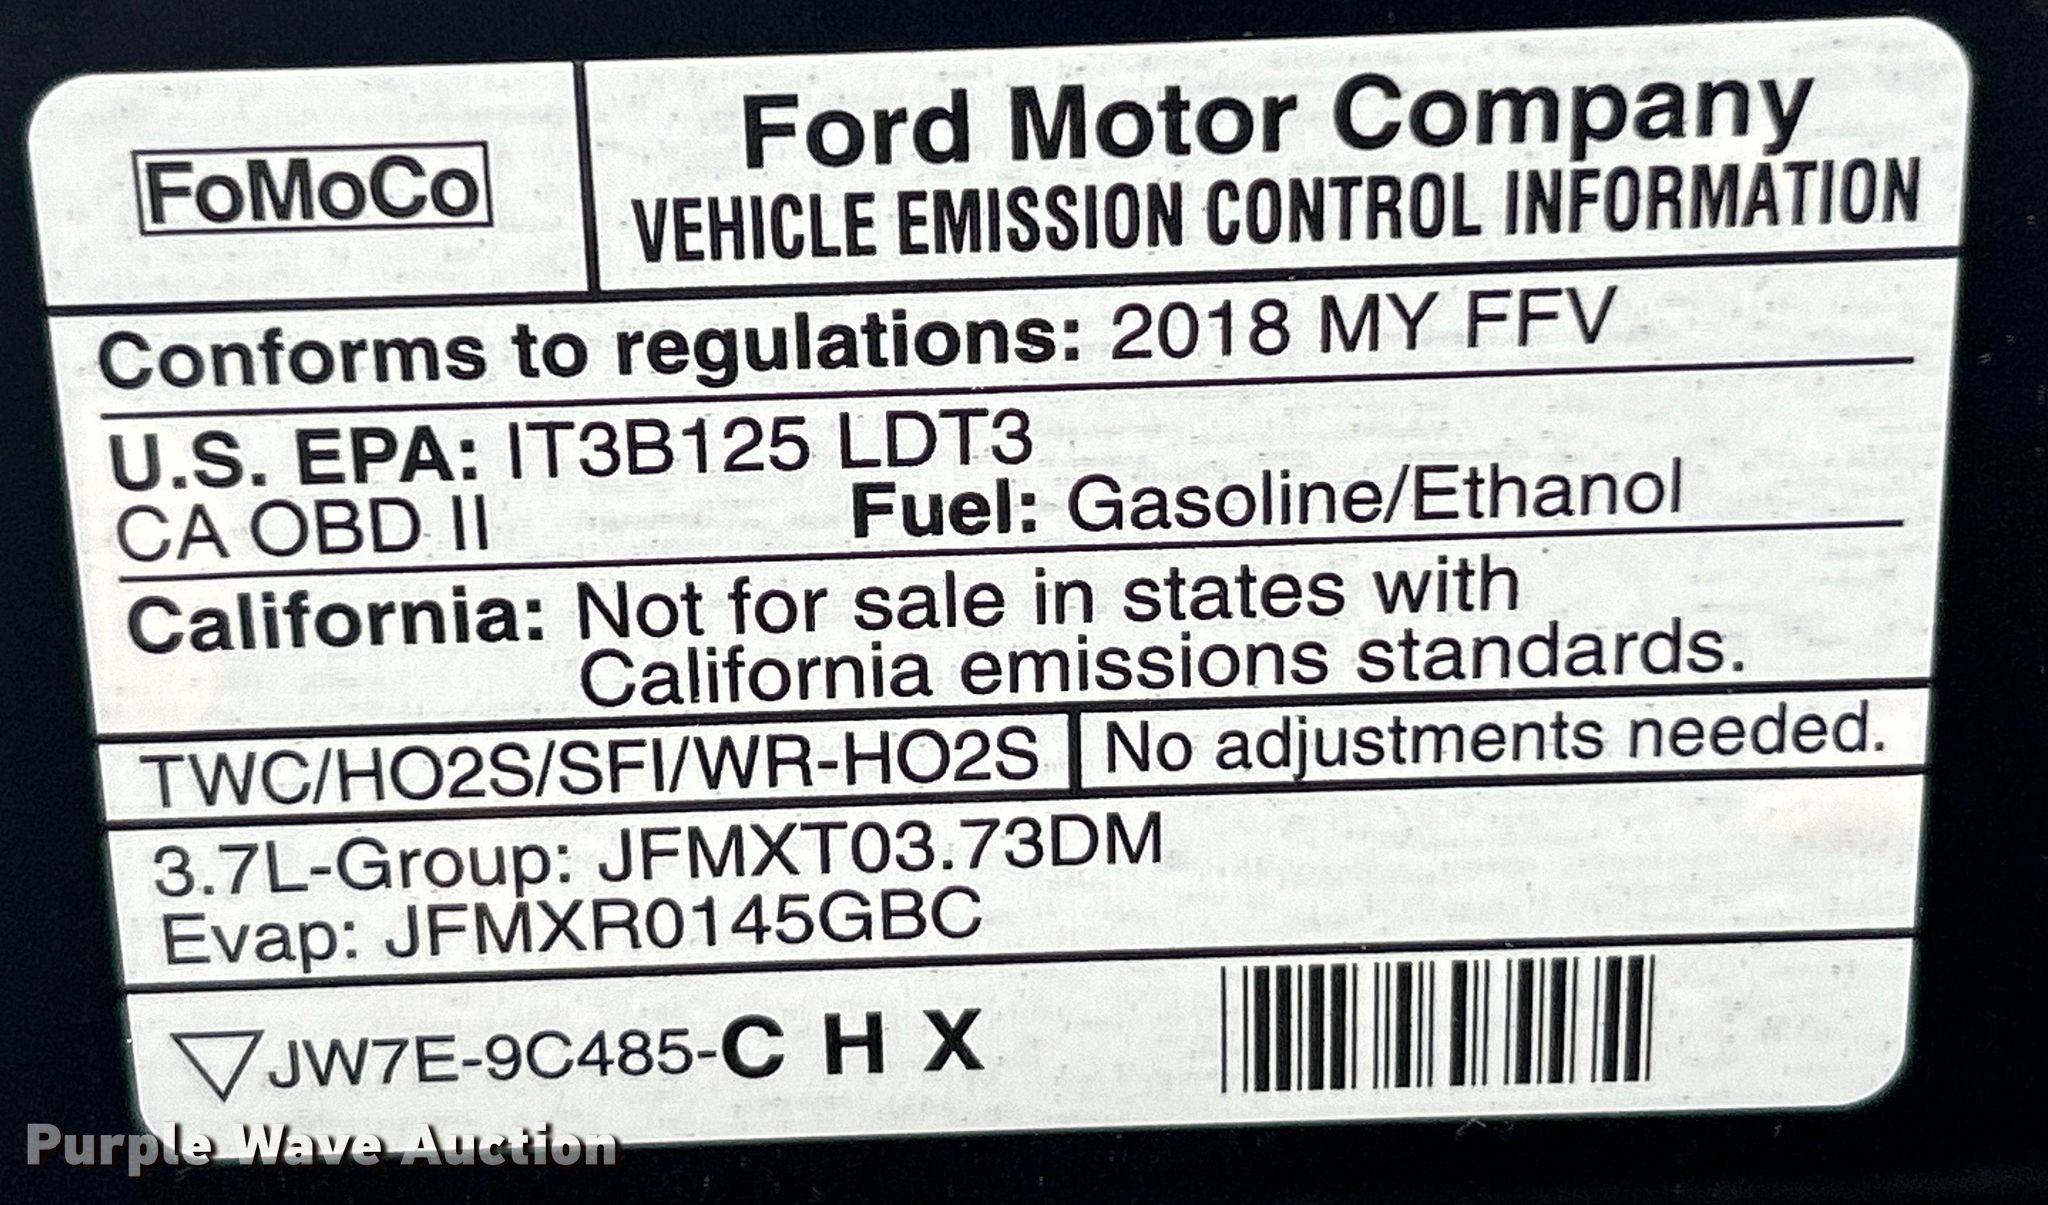 FoMoCo
Ford Motor Company
VEHICLE EMISSION CONTROL INFORMATION
Conforms to regulations: 2018 MY FFV
U.S. EPA: IT3B125 LDT3
CA OBD II Fuel: Gasoline/Ethanol
California: Not for sale in states with
California emissions standards.
TWC/HO2S/SFI/WR-HO2S No adjustments needed.
3.7L-Group: JFMXT03.73DM
Evap: JFMXR0145GBC
JW7E-9C485-C H X
Purple Wave Auction